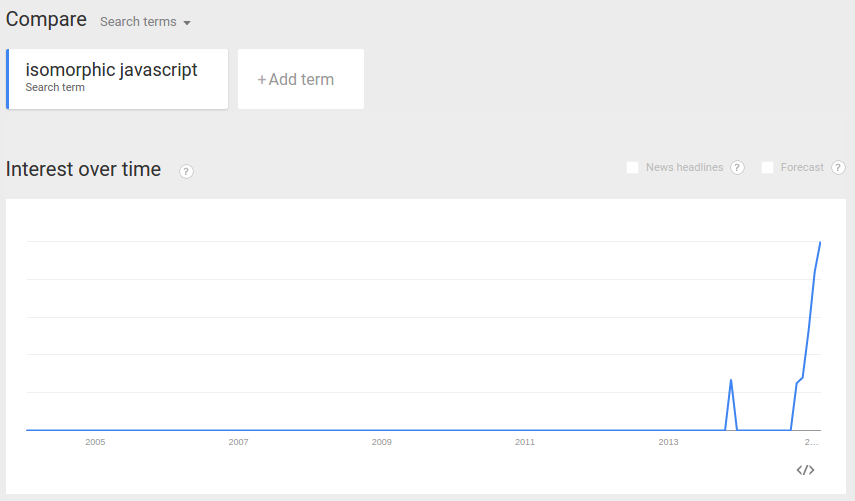 Compare Search terms
isomorphic javascript
Search term
+Add term
Interest over time ?
News headlines ? Forecast ?
2005 2007 2009 2011 2013 2...